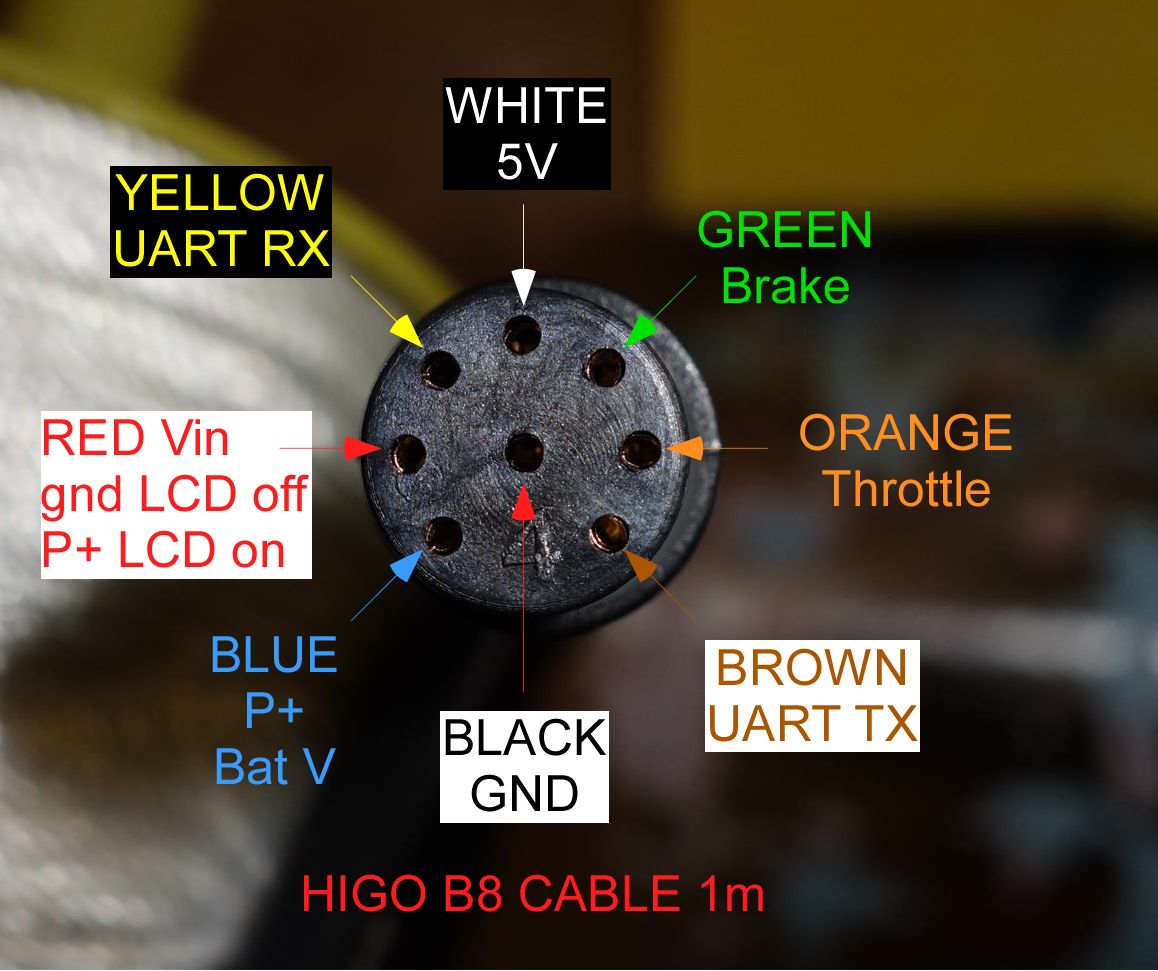 WHITE
5V
YELLOW
UART RX
GREEN
Brake
RED Vin
gnd LCD off
P+ LCD on
ORANGE
Throttle
4
BLUE
P+
Bat V
BROWN
UART TX
BLACK
GND
HIGO B8 CABLE 1m